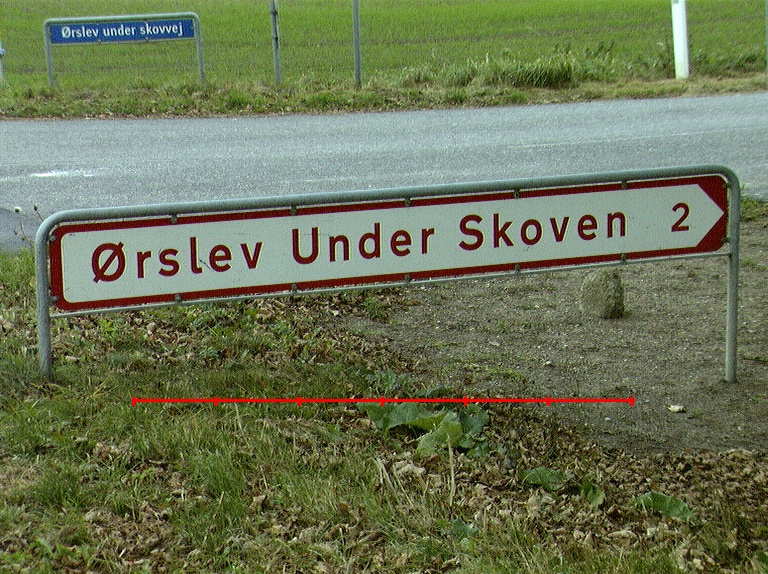 Ørslev under skovvej
Ørslev Under Skoven 2